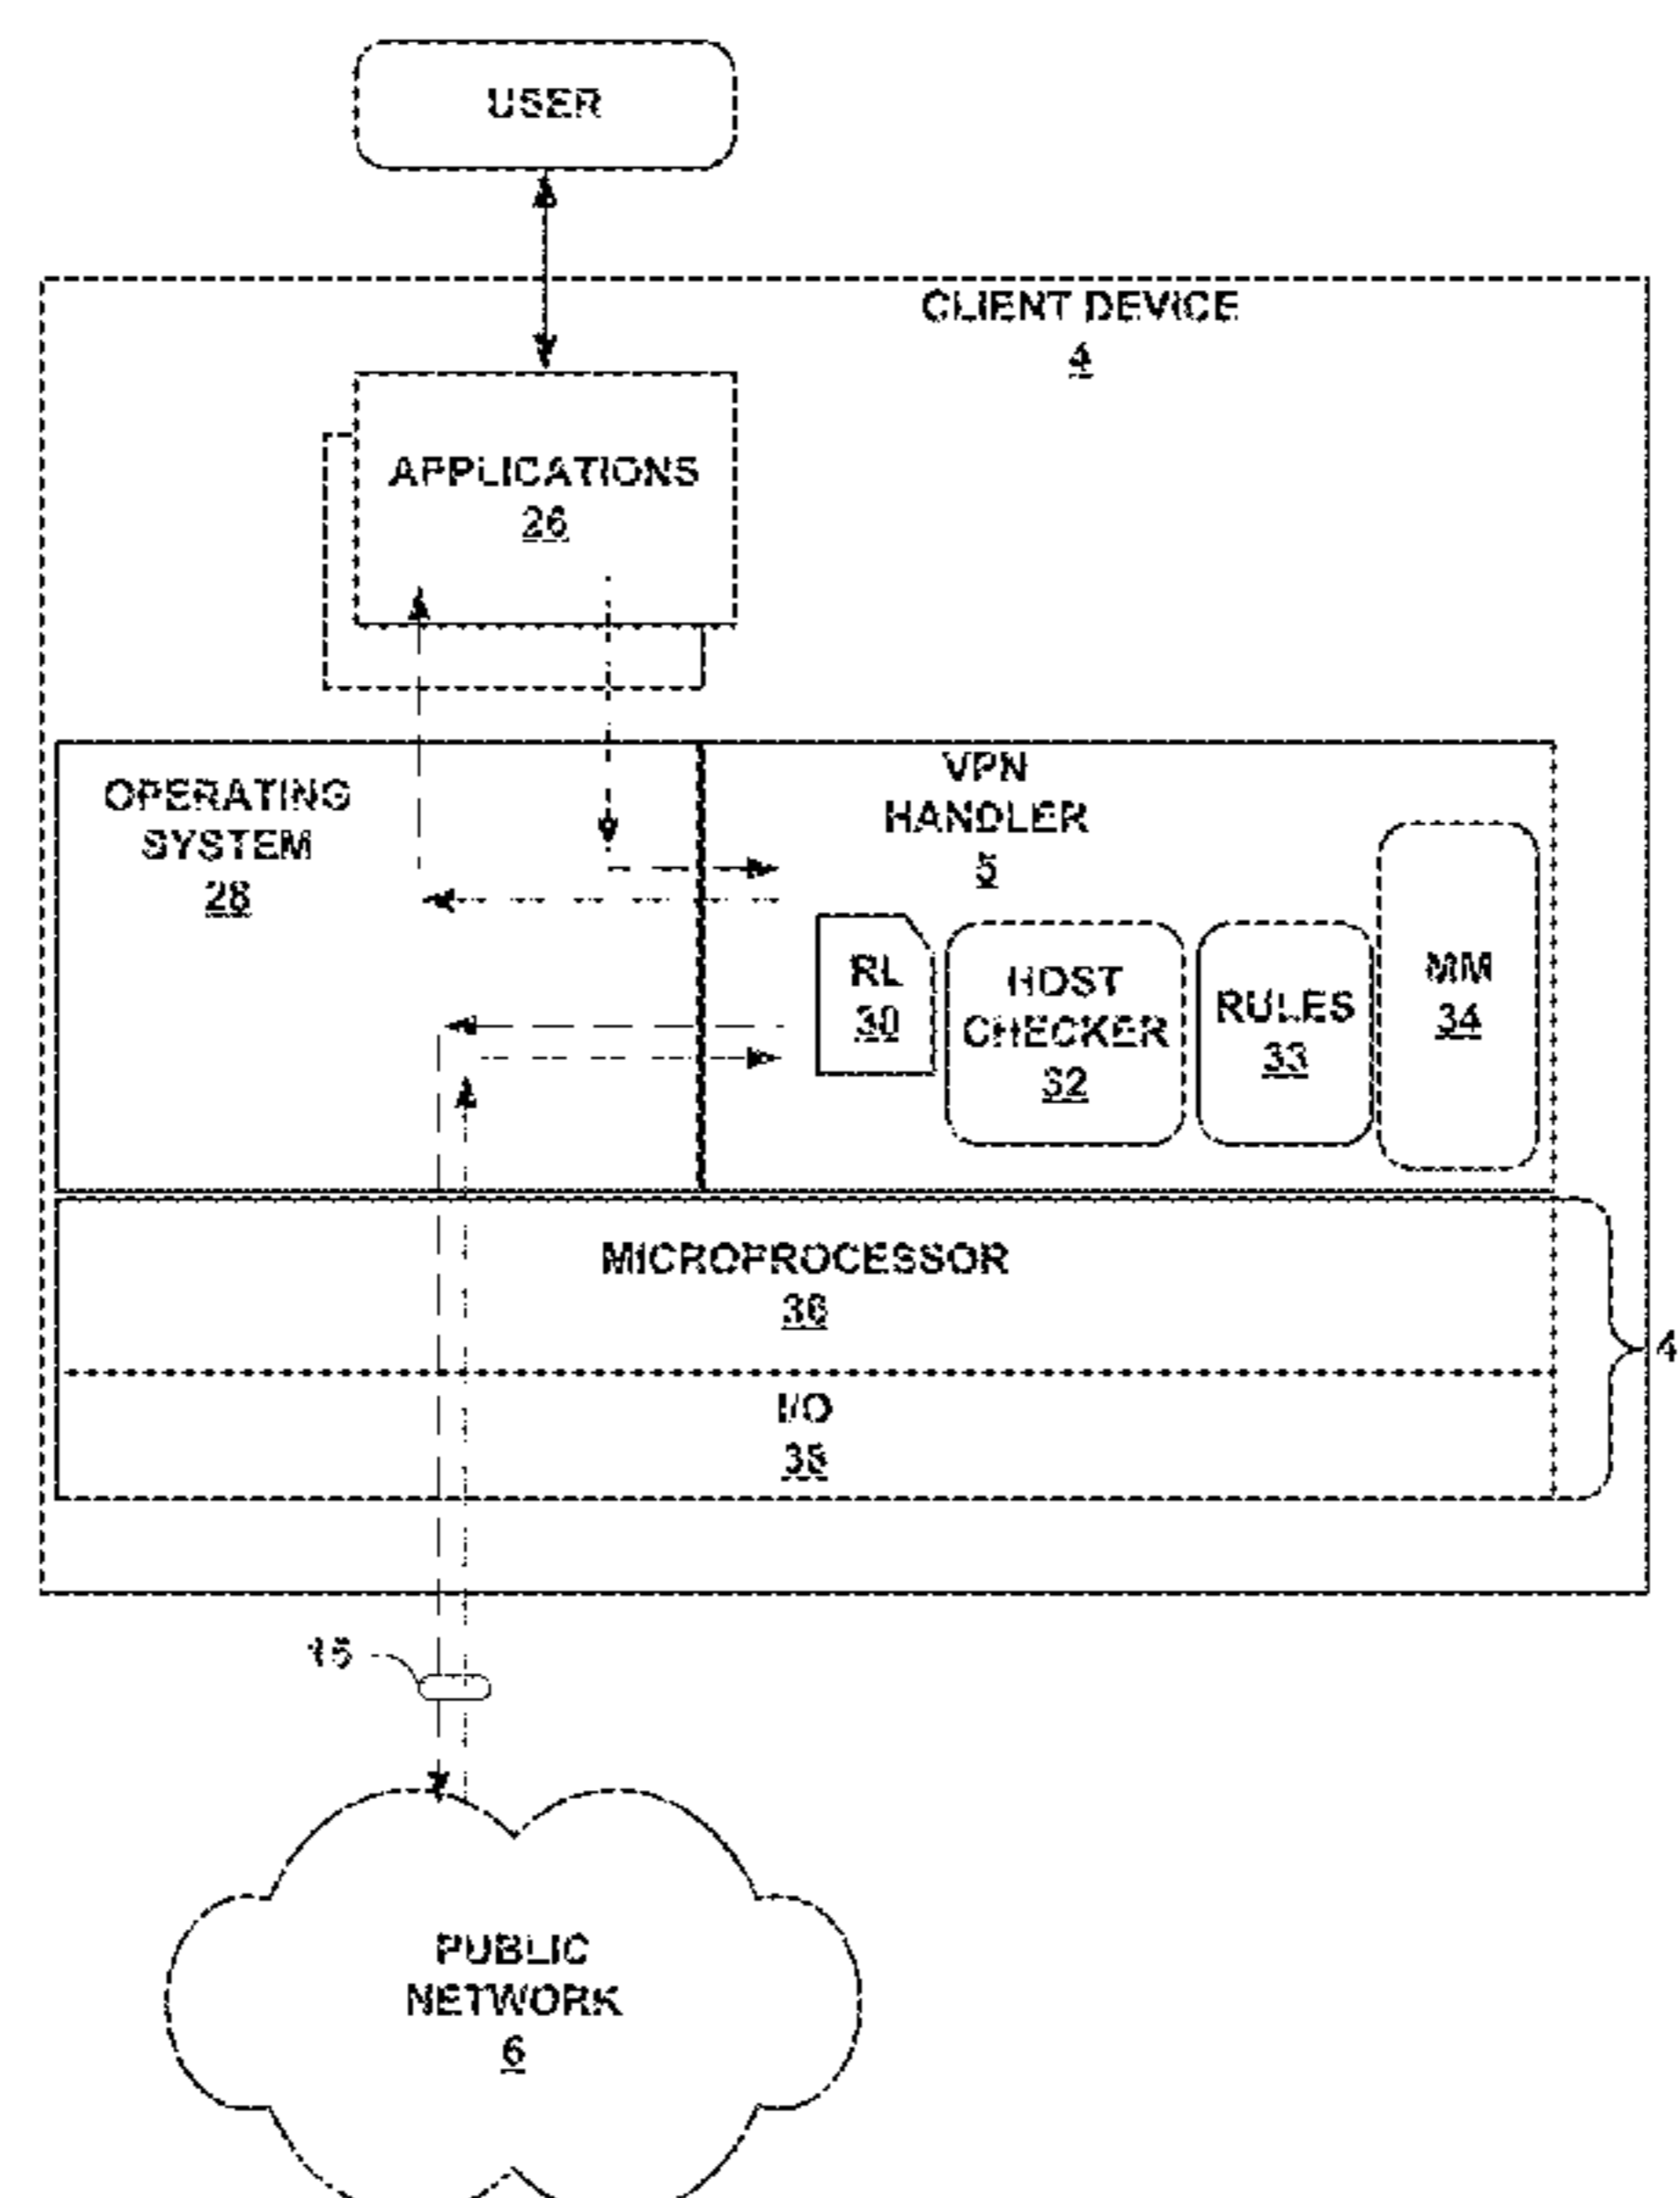 USER
CLIENT DEVICE
4
APPLICATIONS
26
OPERATING
SYSTEM
28
VPN
HANDLER
5
RL
30
HOST
CHECKER
32
RULES
33
MM
34
MICROPROCESSOR
36
I/O
35
4
15
PUBLIC
NETWORK
6